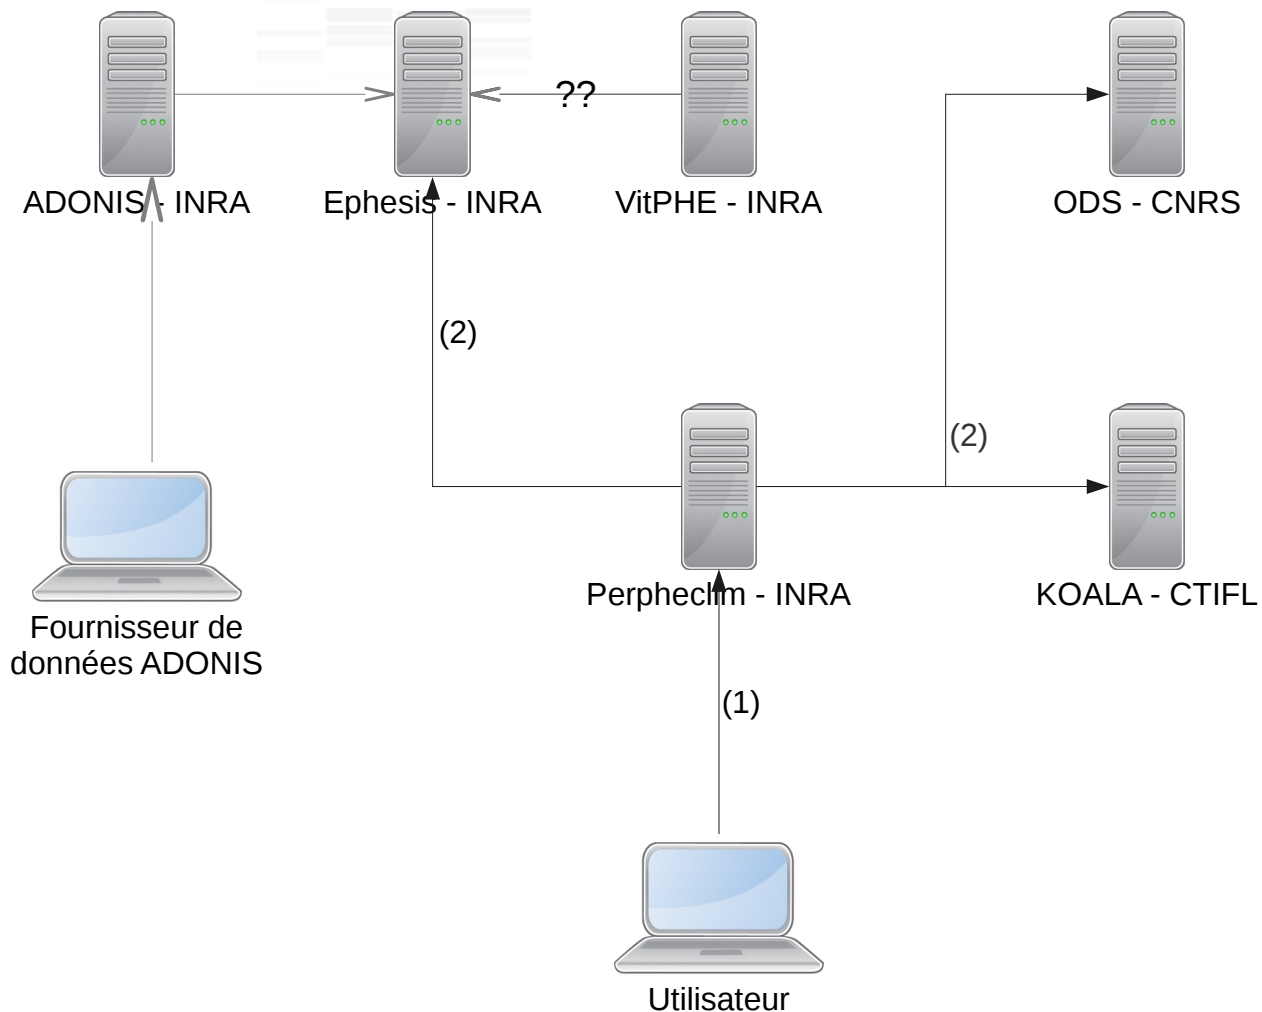 ??
ADONIS - INRA
Ephesis - INRA
VitPHE - INRA
ODS - CNRS
(2)
(2)
Perpheclim - INRA
KOALA - CTIFL
Fournisseur de
données ADONIS
(1)
Utilisateur